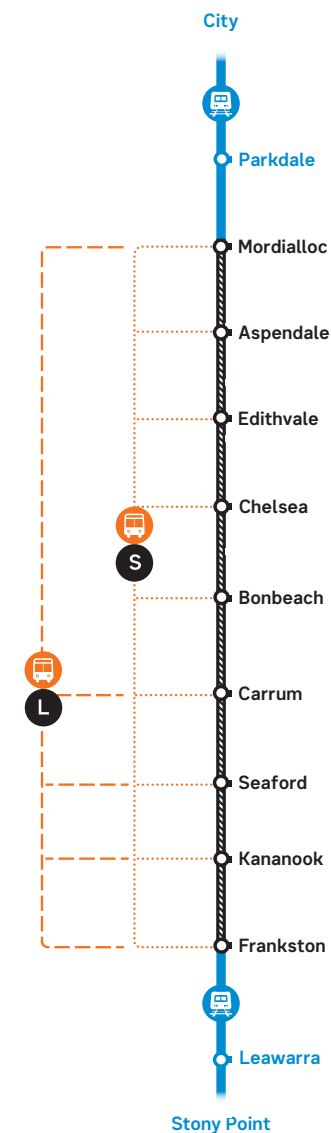 City
Parkdale
Mordialloc
Aspendale
Edithvale
Chelsea
S
Bonbeach
Carrum
L
Seaford
Kananook
Frankston
Leawarra
Stony Point